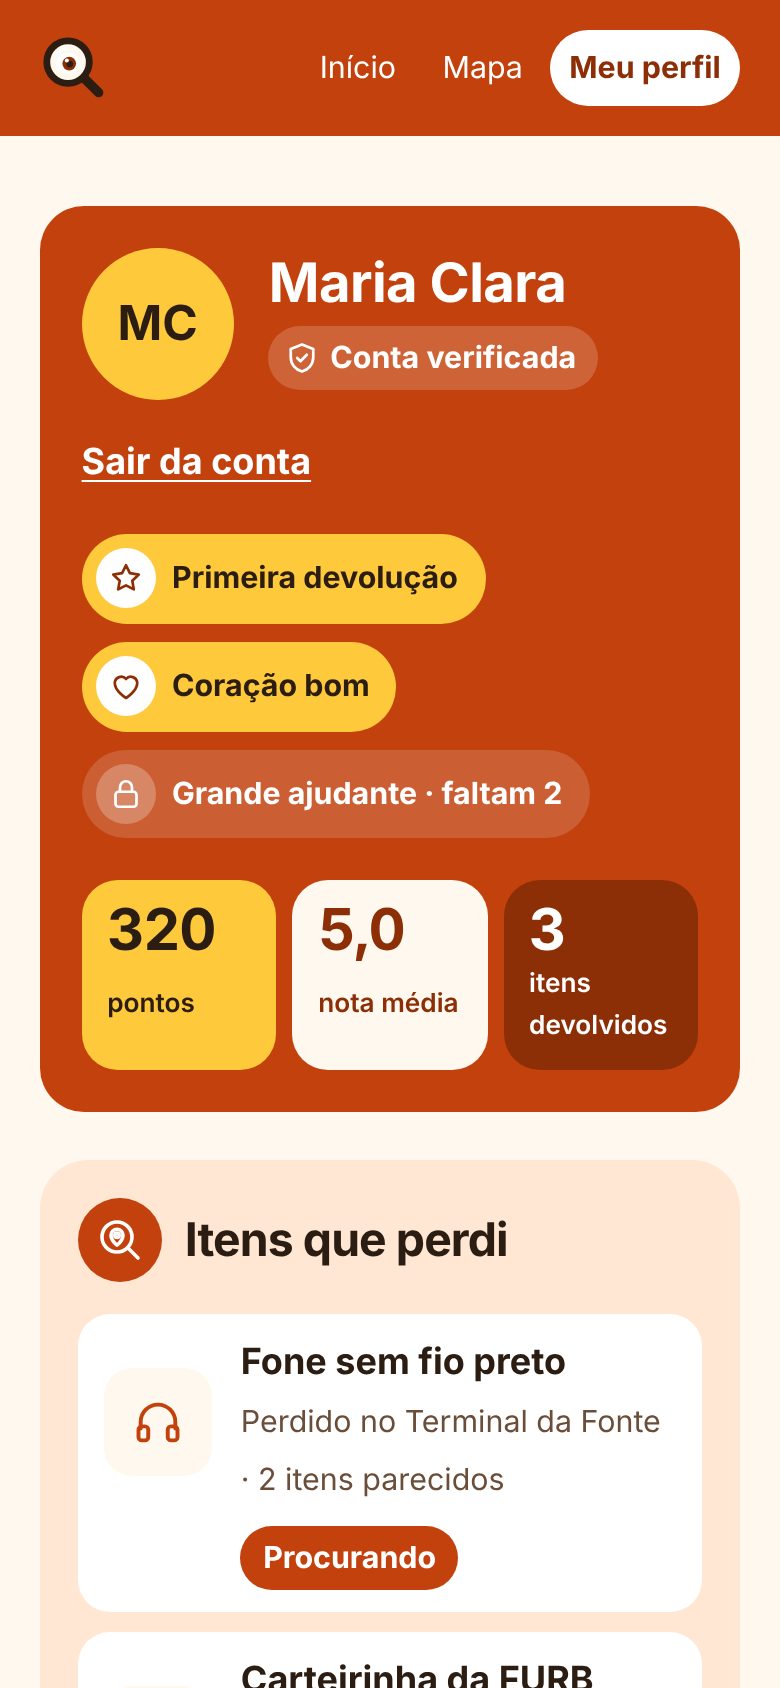 Início Mapa Meu perfil
MC
Maria Clara
Conta verificada
Sair da conta
Primeira devolução
Coração bom
Grande ajudante · faltam 2
320
pontos
5,0
nota média
3
itens
devolvidos
Itens que perdi
Fone sem fio preto
Perdido no Terminal da Fonte
· 2 itens parecidos
Procurando
Carteirinha da FURB